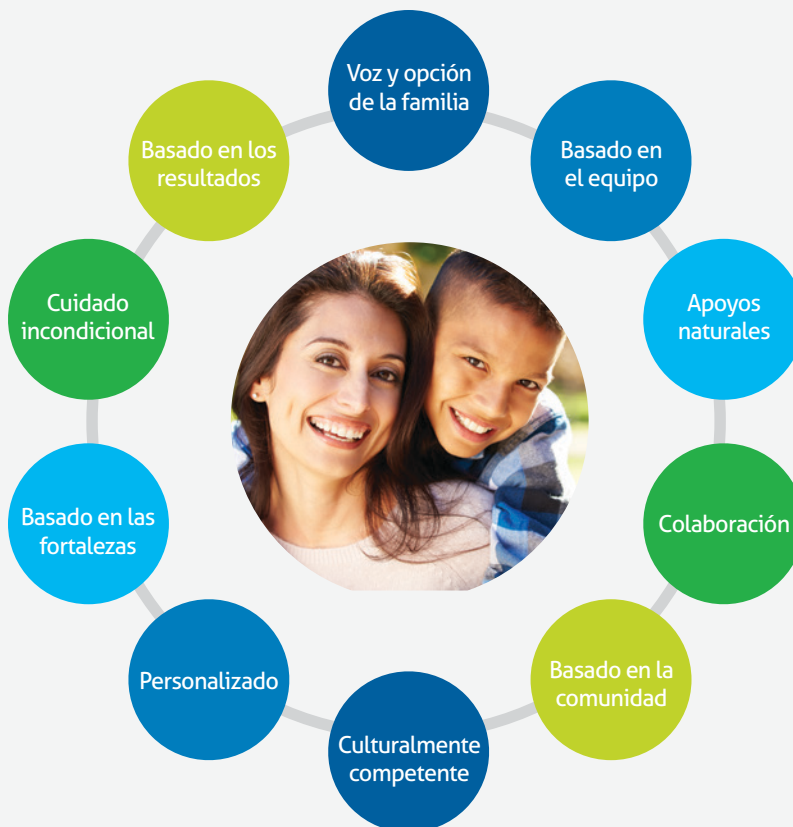 Voz y opción
de la familia
Basado en
el equipo
Apoyos
naturales
Colaboración
Basado en la
comunidad
Culturalmente
competente
Personalizado
Basado en las
fortalezas
Cuidado
incondicional
Basado en los
resultados